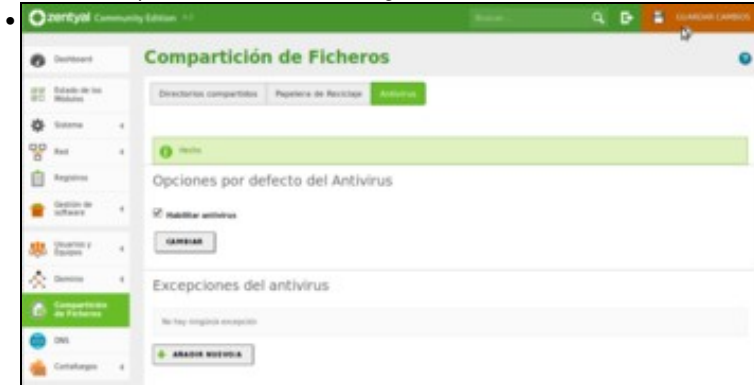 zentyal Community Edition
Buscar...
GUARDAR CAMBIOS
Dashboard
Compartición de Ficheros
Estado de los
Módulos
Directorios compartidos
Papelera de Reciclaje
Antivirus
Sistema
Red
Hecho
Registros
Opciones por defecto del Antivirus
Gestión de
software
Habilitar antivirus
Usuarios y
Equipos
CAMBIAR
Dominio
Excepciones del antivirus
Compartición
de Ficheros
No hay ningún/a excepción
DNS
AÑADIR NUEVO/A
Cortafuegos